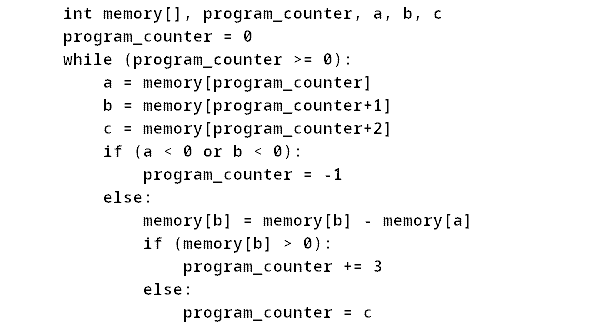 int memory[], program_counter, a, b, c
program_counter = 0
while (program_counter >= 0):
    a = memory[program_counter]
    b = memory[program_counter+1]
    c = memory[program_counter+2]
    if (a < 0 or b < 0):
        program_counter = -1
    else:
        memory[b] = memory[b] - memory[a]
        if (memory[b] > 0):
            program_counter += 3
        else:
            program_counter = c